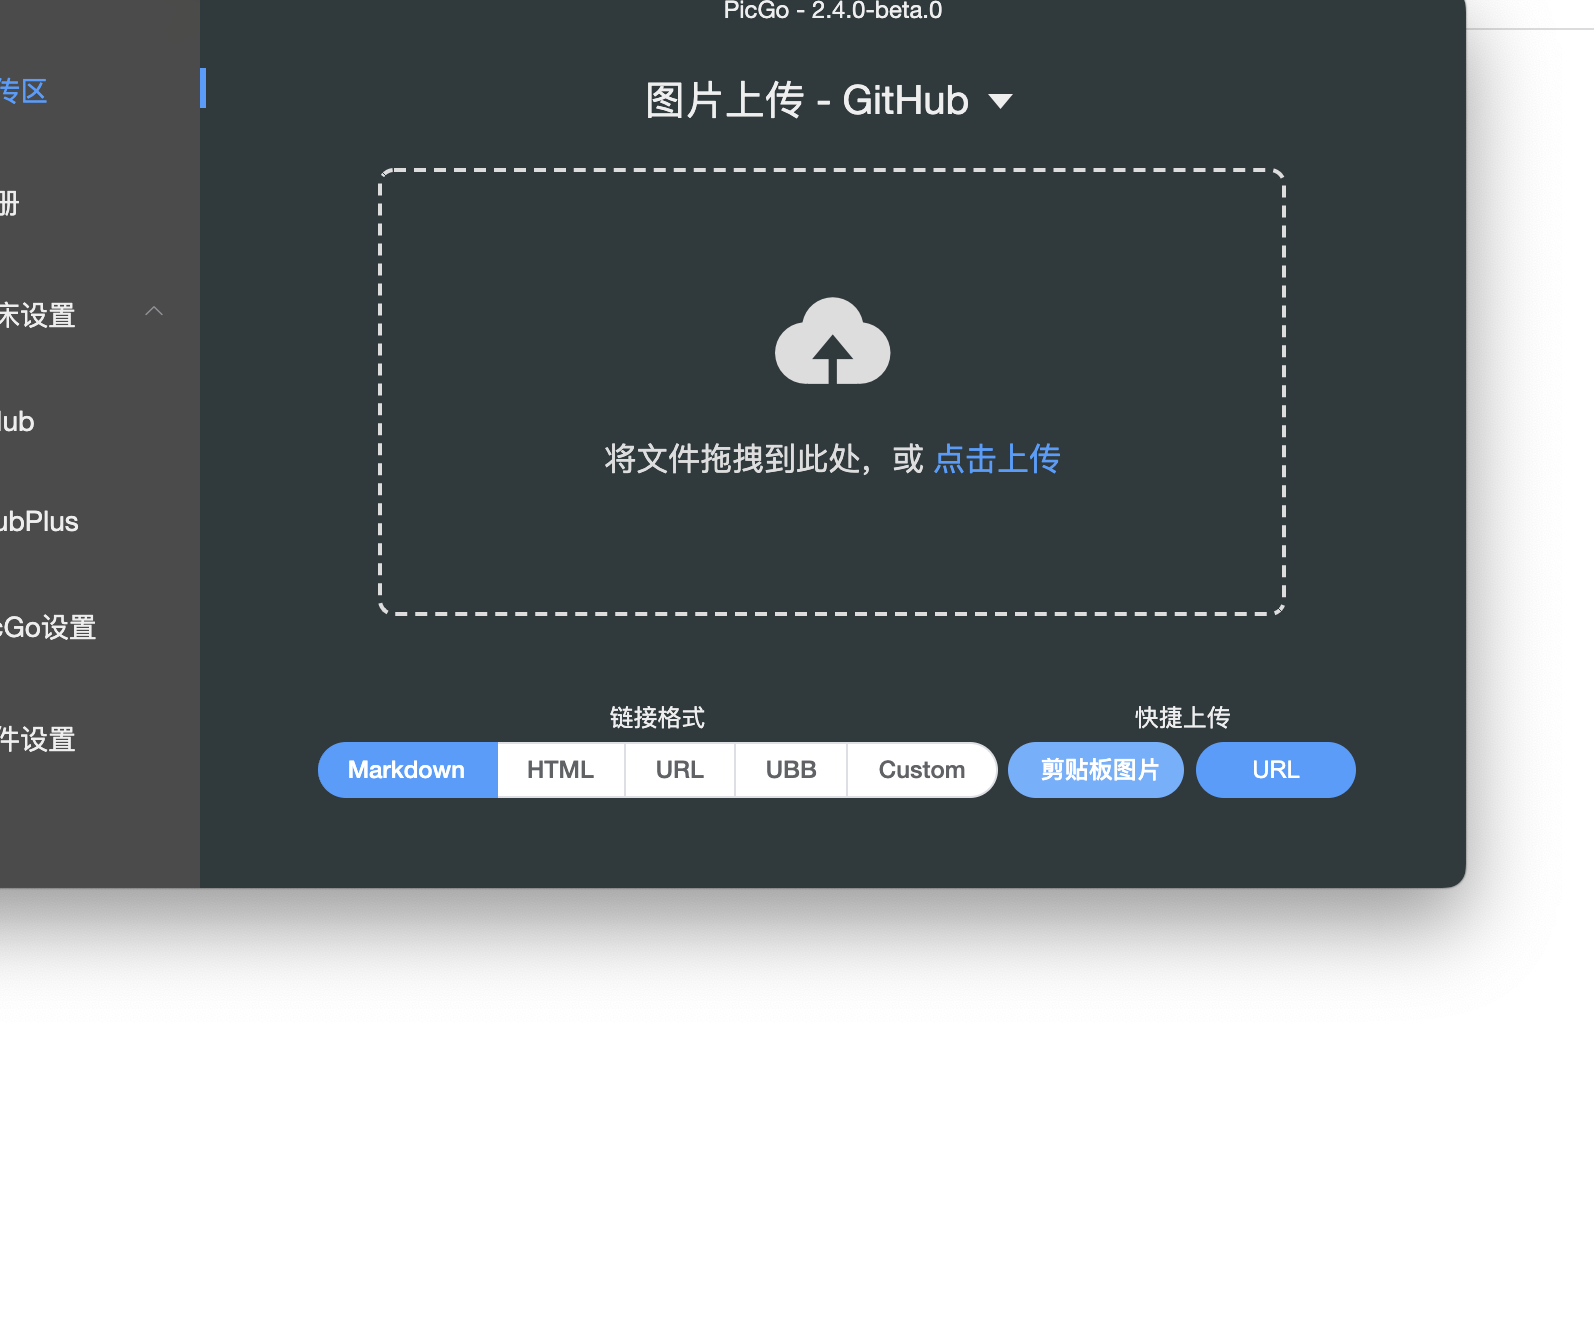 PicGo - 2.4.0-beta.0
传区
册
床设置
Hub
ubPlus
cGo设置
件设置
图片上传 - GitHub
将文件拖拽到此处，或 点击上传
链接格式
Markdown HTML URL UBB Custom
快捷上传
剪贴板图片 URL